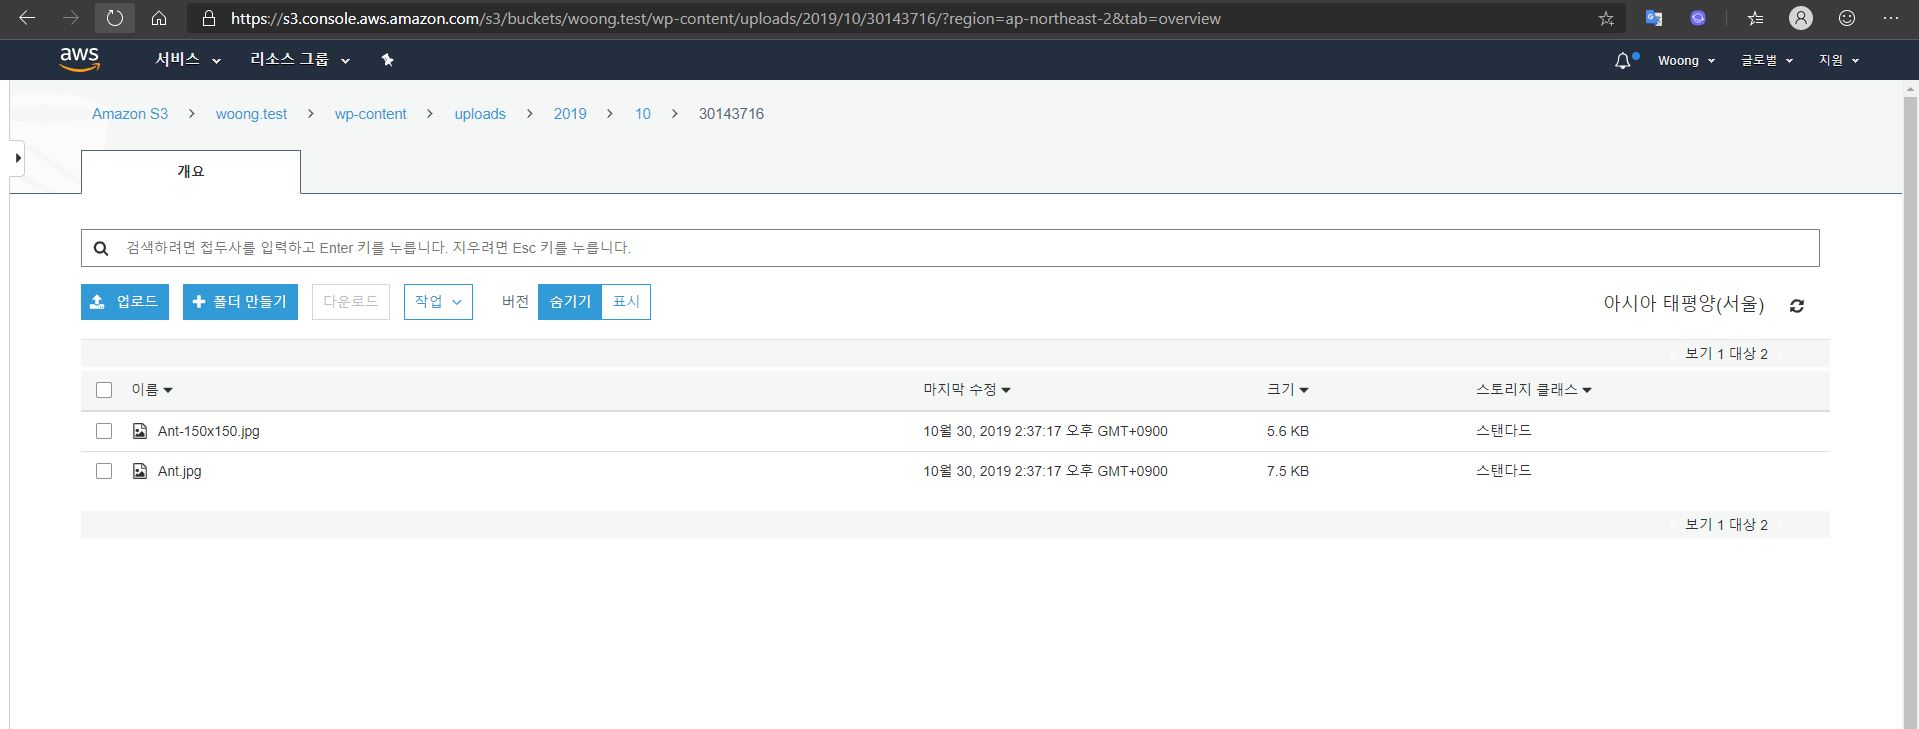 https://s3.console.aws.amazon.com/s3/buckets/woong.test/wp-content/uploads/2019/10/30143716/?region=ap-northeast-2&tab=overview
aws 서비스 리소스 그룹 Woong 글로벌 지원
Amazon S3 > woong.test > wp-content > uploads > 2019 > 10 > 30143716
개요
검색하려면 접두사를 입력하고 Enter 키를 누릅니다. 지우려면 Esc 키를 누릅니다.
업로드 폴더 만들기 다운로드 작업 버전 숨기기 표시 아시아 태평양(서울)
보기 1 대상 2
이름 마지막 수정 크기 스토리지 클래스
Ant-150x150.jpg 10월 30, 2019 2:37:17 오후 GMT+0900 5.6 KB 스탠다드
Ant.jpg 10월 30, 2019 2:37:17 오후 GMT+0900 7.5 KB 스탠다드
보기 1 대상 2